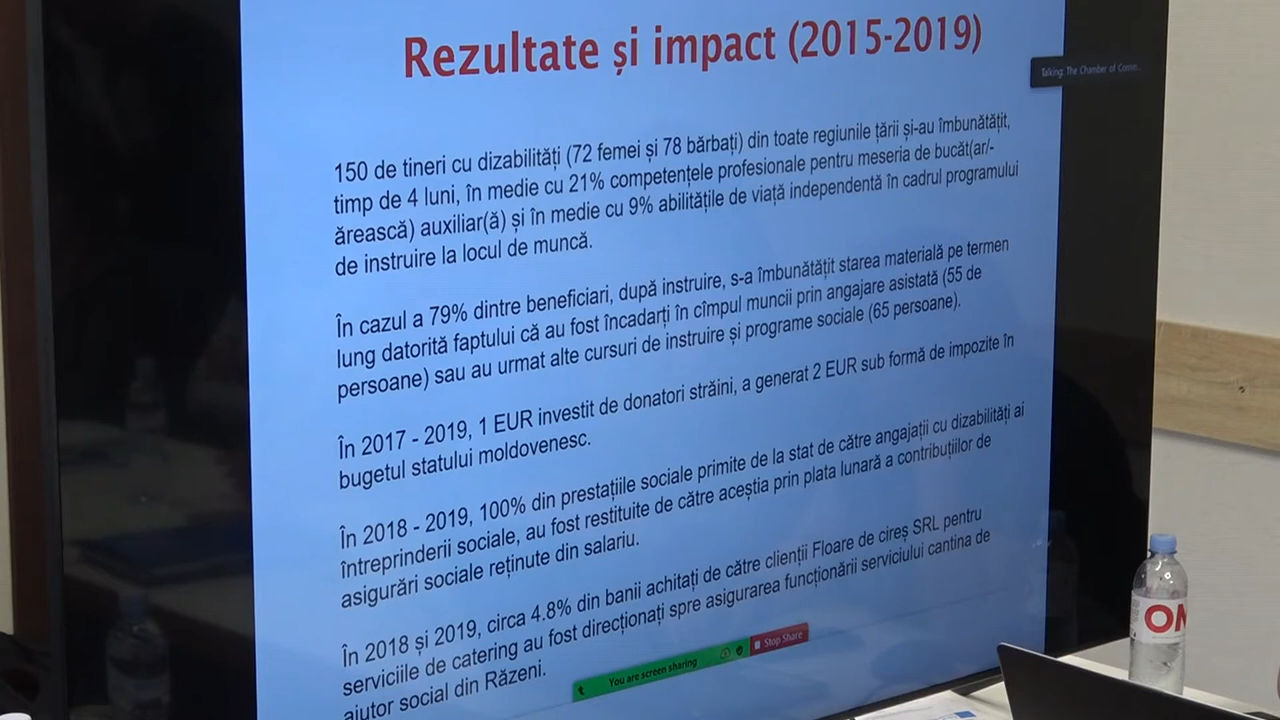 Rezultate și impact (2015-2019)
Talking: The Chamber of Come...
150 de tineri cu dizabilități (72 femei și 78 bărbați) din toate regiunile țării și-au îmbunătățit,
timp de 4 luni, în medie cu 21% competențele profesionale pentru meseria de bucăt(ar/-
ărească) auxiliar(ă) și în medie cu 9% abilitățile de viață independentă în cadrul programului
de instruire la locul de muncă.
În cazul a 79% dintre beneficiari, după instruire, s-a îmbunătățit starea materială pe termen
lung datorită faptului că au fost încadarți în cîmpul muncii prin angajare asistată (55 de
persoane) sau au urmat alte cursuri de instruire și programe sociale (65 persoane).
În 2017 - 2019, 1 EUR investit de donatori străini, a generat 2 EUR sub formă de impozite în
bugetul statului moldovenesc.
În 2018 - 2019, 100% din prestațiile sociale primite de la stat de către angajații cu dizabilități ai
întreprinderii sociale, au fost restituite de către aceștia prin plata lunară a contribuțiilor de
asigurări sociale reținute din salariu.
În 2018 și 2019, circa 4.8% din banii achitați de către clienții Floare de cireș SRL pentru
serviciile de catering au fost direcționați spre asigurarea funcționării serviciului cantina de
ajutor social din Răzeni.
You are screen sharing
Stop Share
OM